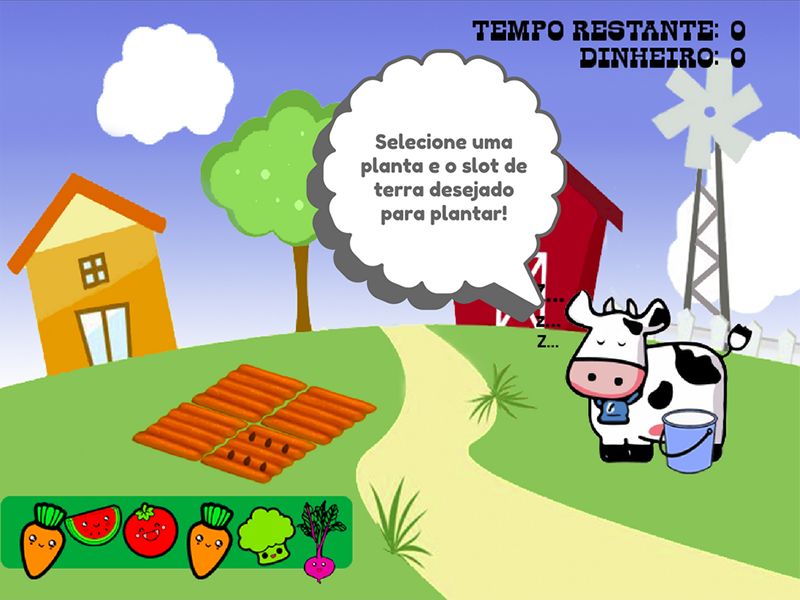 TEMPO RESTANTE: 0
DINHEIRO: 0
Selecione uma
planta e o slot de
terra desejado
para plantar!
Z...
Z...
Z...